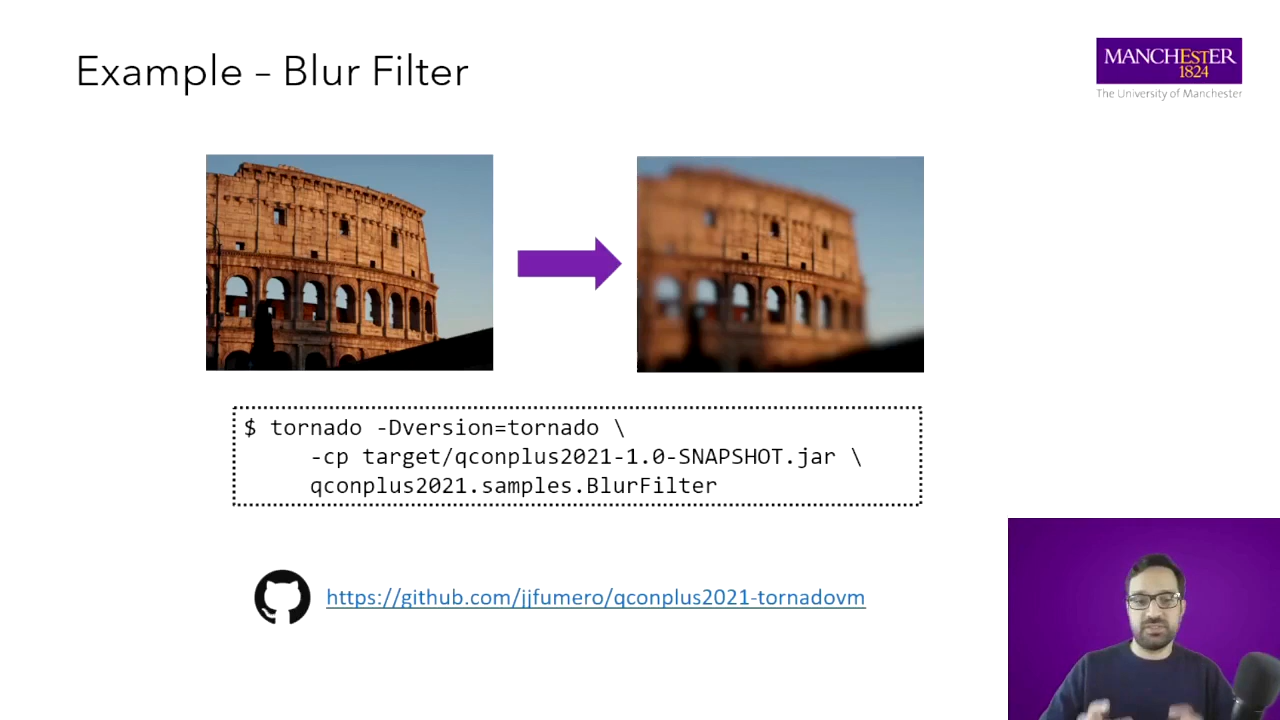 Example – Blur Filter
MANCHESTER
1824
The University of Manchester
$ tornado -Dversion=tornado \
-cp target/qconplus2021-1.0-SNAPSHOT.jar \
qconplus2021.samples.BlurFilter
https://github.com/jjfumero/qconplus2021-tornadovm